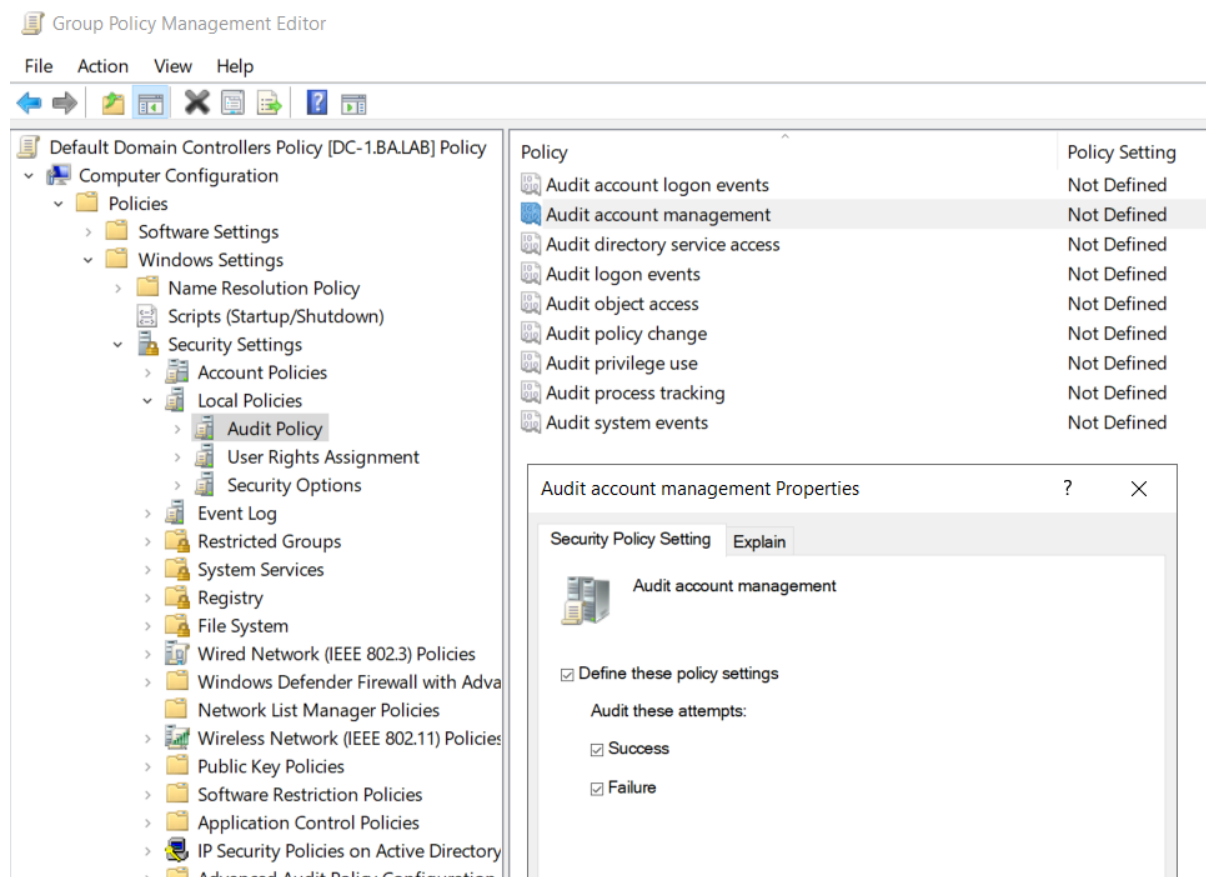 Group Policy Management Editor
File Action View Help
Default Domain Controllers Policy [DC-1.BA.LAB] Policy
Computer Configuration
Policies
Software Settings
Windows Settings
Name Resolution Policy
Scripts (Startup/Shutdown)
Security Settings
Account Policies
Local Policies
Audit Policy
User Rights Assignment
Security Options
Event Log
Restricted Groups
System Services
Registry
File System
Wired Network (IEEE 802.3) Policies
Windows Defender Firewall with Adva
Network List Manager Policies
Wireless Network (IEEE 802.11) Policies
Public Key Policies
Software Restriction Policies
Application Control Policies
IP Security Policies on Active Directory
Advanced Audit Policy Configuration
Policy Policy Setting
Audit account logon events Not Defined
Audit account management Not Defined
Audit directory service access Not Defined
Audit logon events Not Defined
Audit object access Not Defined
Audit policy change Not Defined
Audit privilege use Not Defined
Audit process tracking Not Defined
Audit system events Not Defined
Audit account management Properties ?
Security Policy Setting Explain
Audit account management
Define these policy settings
Audit these attempts:
Success
Failure